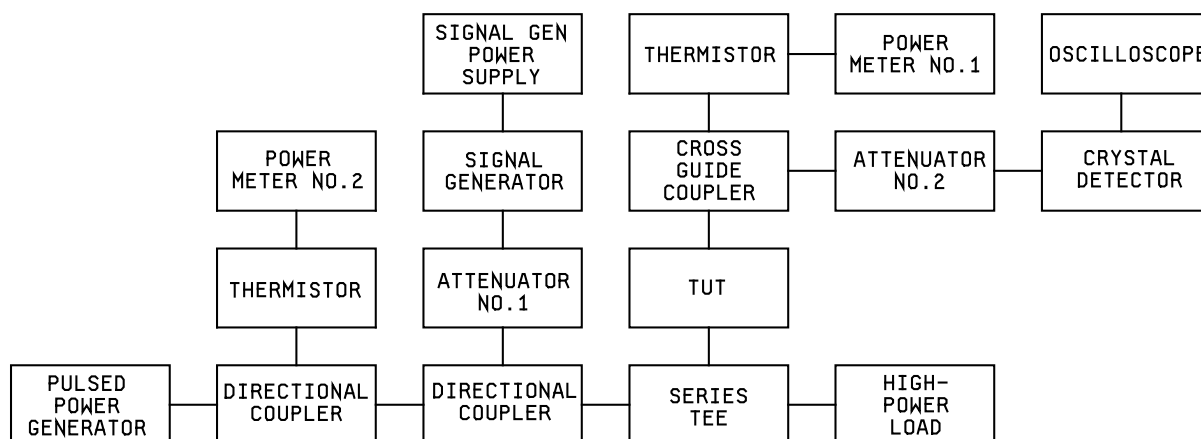 SIGNAL GEN
POWER
SUPPLY
THERMISTOR
POWER
METER NO.1
OSCILLOSCOPE
POWER
METER NO.2
SIGNAL
GENERATOR
CROSS
GUIDE
COUPLER
ATTENUATOR
NO.2
CRYSTAL
DETECTOR
THERMISTOR
ATTENUATOR
NO.1
TUT
PULSED
POWER
GENERATOR
DIRECTIONAL
COUPLER
DIRECTIONAL
COUPLER
SERIES
TEE
HIGH-
POWER
LOAD